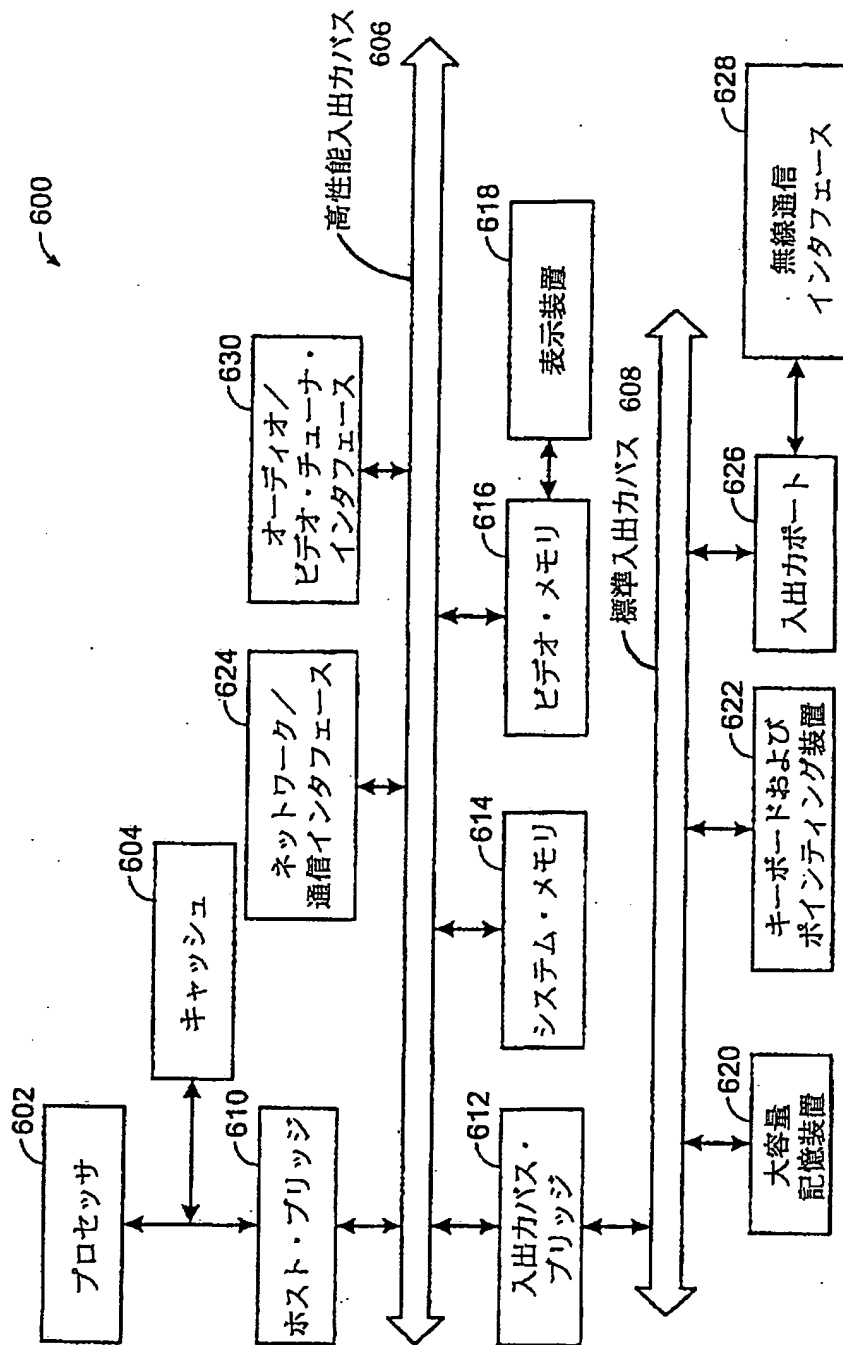 600
602
プロセッサ
604
キャッシュ
610
ホスト・ブリッジ
624
ネットワーク/
通信インタフェース
630
オーディオ/
ビデオ・チューナ・
インタフェース
高性能入出力バス
606
612
入出力バス・
ブリッジ
614
システム・メモリ
616
ビデオ・メモリ
618
表示装置
標準入出力バス 608
620
大容量
記憶装置
622
キーボードおよび
ポインティング装置
626
入出力ポート
628
無線通信
インタフェース